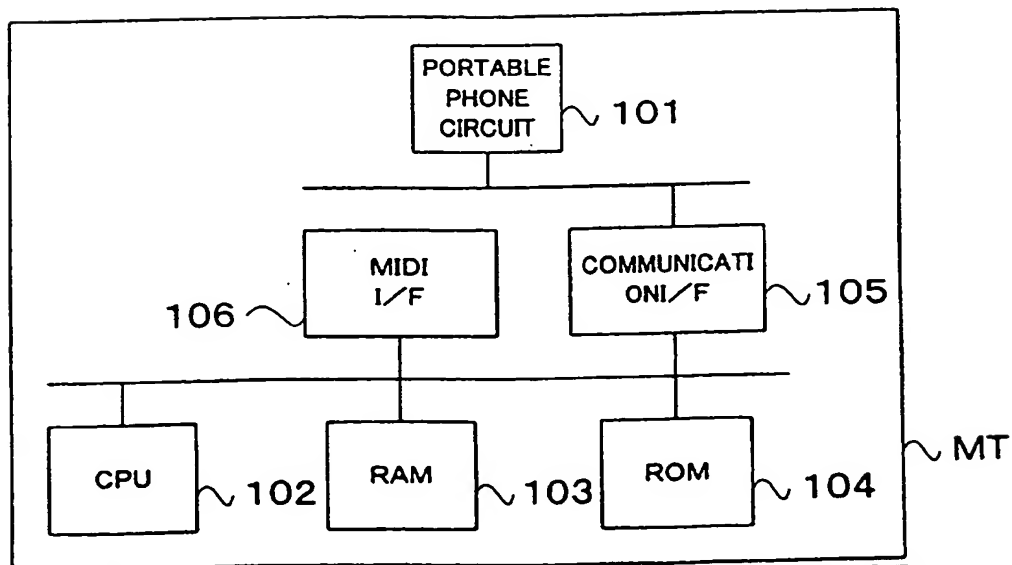 PORTABLE
PHONE
CIRCUIT
101
MIDI
I/F
106
COMMUNICATI
ONI/F
105
CPU
102
RAM
103
ROM
104
MT